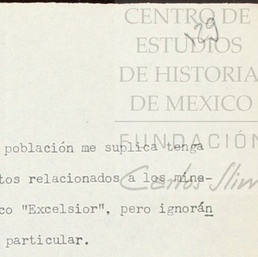 CENTRO DE
ESTUDIOS
DE HISTORIA
DE MEXICO
FUNDACIÓN
Carlos Slim
29
población me suplica tenga
tos relacionados a los mine-
co "Excelsior", pero ignorán
particular.